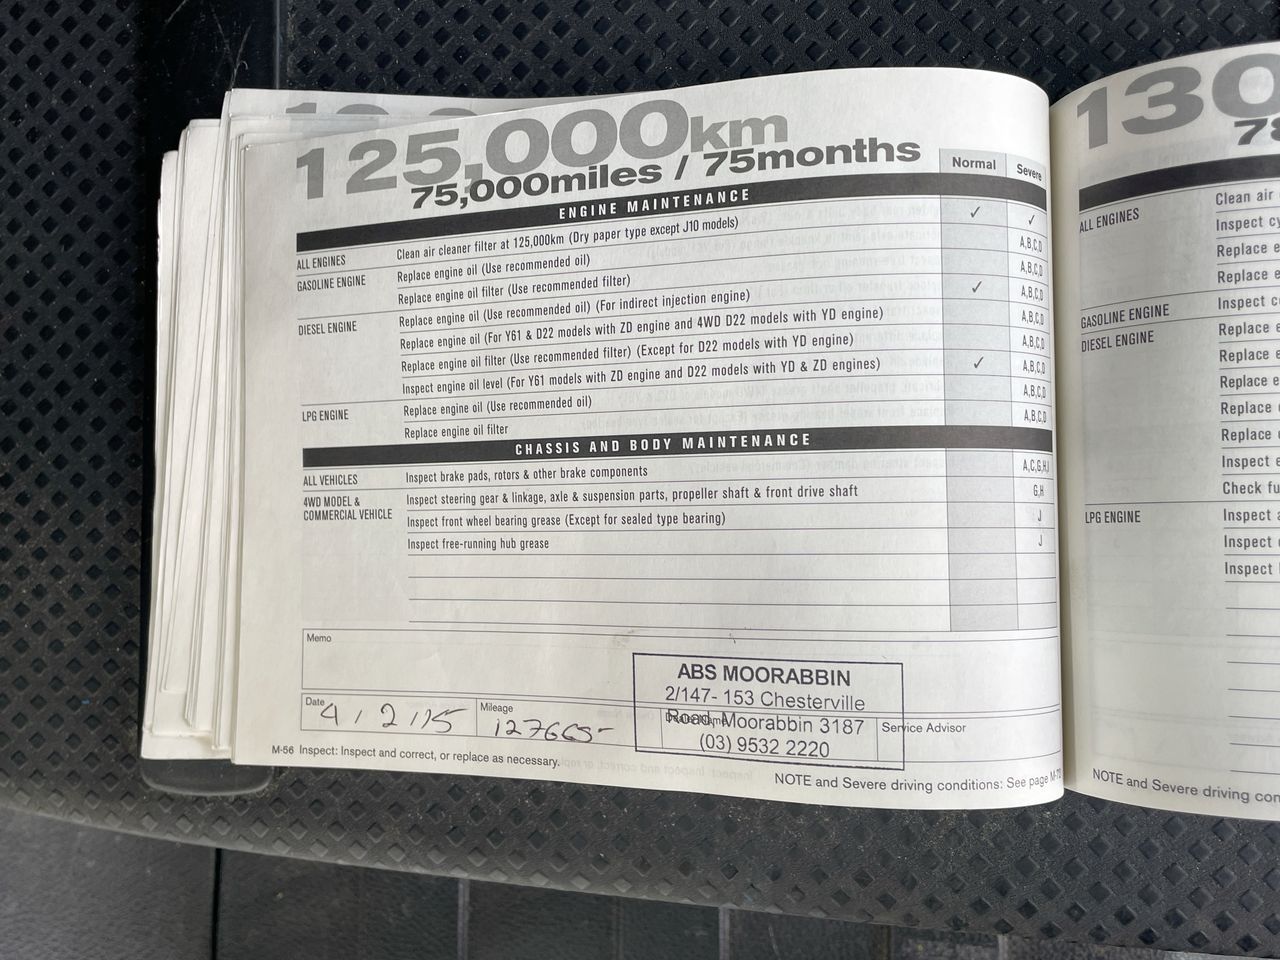 125,000km
75,000miles / 75months
Normal Severe
ENGINE MAINTENANCE
ALL ENGINES Clean air cleaner filter at 125,000km (Dry paper type except J10 models) ✓ ✓
GASOLINE ENGINE Replace engine oil (Use recommended oil) A,B,C,D
Replace engine oil filter (Use recommended filter) A,B,C,D
DIESEL ENGINE Replace engine oil (Use recommended oil) (For indirect injection engine) ✓ A,B,C,D
Replace engine oil (For Y61 & D22 models with ZD engine and 4WD D22 models with YD engine) A,B,C,D
Replace engine oil filter (Use recommended filter) (Except for D22 models with YD engine) A,B,C,D
Inspect engine oil level (For Y61 models with ZD engine and D22 models with YD & ZD engines) ✓ A,B,C,D
LPG ENGINE Replace engine oil (Use recommended oil) A,B,C,D
Replace engine oil filter A,B,C,D
CHASSIS AND BODY MAINTENANCE
ALL VEHICLES Inspect brake pads, rotors & other brake components A,C,G,H,I
4WD MODEL & COMMERCIAL VEHICLE Inspect steering gear & linkage, axle & suspension parts, propeller shaft & front drive shaft G,H
Inspect front wheel bearing grease (Except for sealed type bearing) J
Inspect free-running hub grease J
Memo
ABS MOORABBIN
2/147- 153 Chesterville
Road, Moorabbin 3187
(03) 9532 2220
Date 4/2/15 Mileage 127665 Dealer Name Service Advisor
M-56 Inspect: Inspect and correct, or replace as necessary.
NOTE and Severe driving conditions: See page
130
78
ALL ENGINES Clean air
Inspect
Replace
Replace
GASOLINE ENGINE Inspect
DIESEL ENGINE Replace
Replace
Replace
Replace
Replace
Inspect
Check fu
LPG ENGINE Inspect
Inspect
Inspect
NOTE and Severe driving con